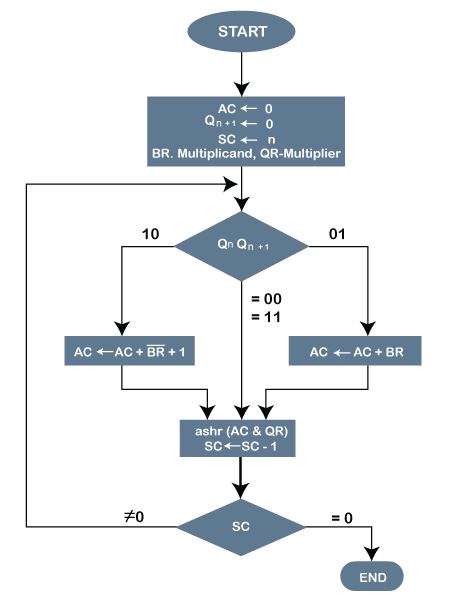 START
AC ← 0
Qn+1 ← 0
SC ← n
BR. Multiplicand, QR-Multiplier
10
Qn Qn+1
01
= 00
= 11
AC ← AC + B̅R̅ + 1
AC ← AC + BR
ashr (AC & QR)
SC ← SC - 1
≠0
SC
= 0
END